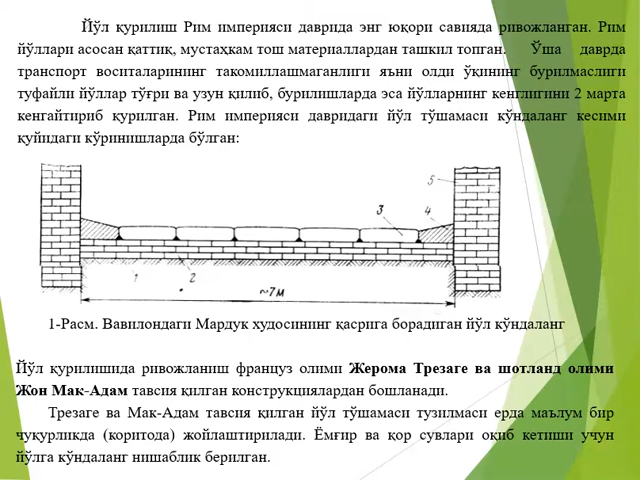 Йўл қурилиш Рим империяси даврида энг юқори савияда ривожланган. Рим
йўллари асосан қаттиқ, мустаҳкам тош материаллардан ташкил топган. Ўша даврда
транспорт воситаларининг такомиллашмаганлиги яъни олди ўқининг бурилмаслиги
туфайли йўллар тўғри ва узун қилиб, бурилишларда эса йўлларнинг кенглигини 2 марта
кенгайтириб қурилган. Рим империяси давридаги йўл тўшамаси кўндаланг кесими
қуйидаги кўринишларда бўлган:
5
3
4
1
2
~7м
1-Расм. Вавилондаги Мардук худосининг қасрига борадиган йўл кўндаланг
Йўл қурилишида ривожланиш француз олими Жерома Трезаге ва шотланд олими
Жон Мак-Адам тавсия қилган конструкциялардан бошланади.
Трезаге ва Мак-Адам тавсия қилган йўл тўшамаси тузилмаси ерда маълум бир
чуқурликда (коритода) жойлаштирилади. Ёмғир ва қор сувлари оқиб кетиши учун
йўлга кўндаланг нишаблик берилган.